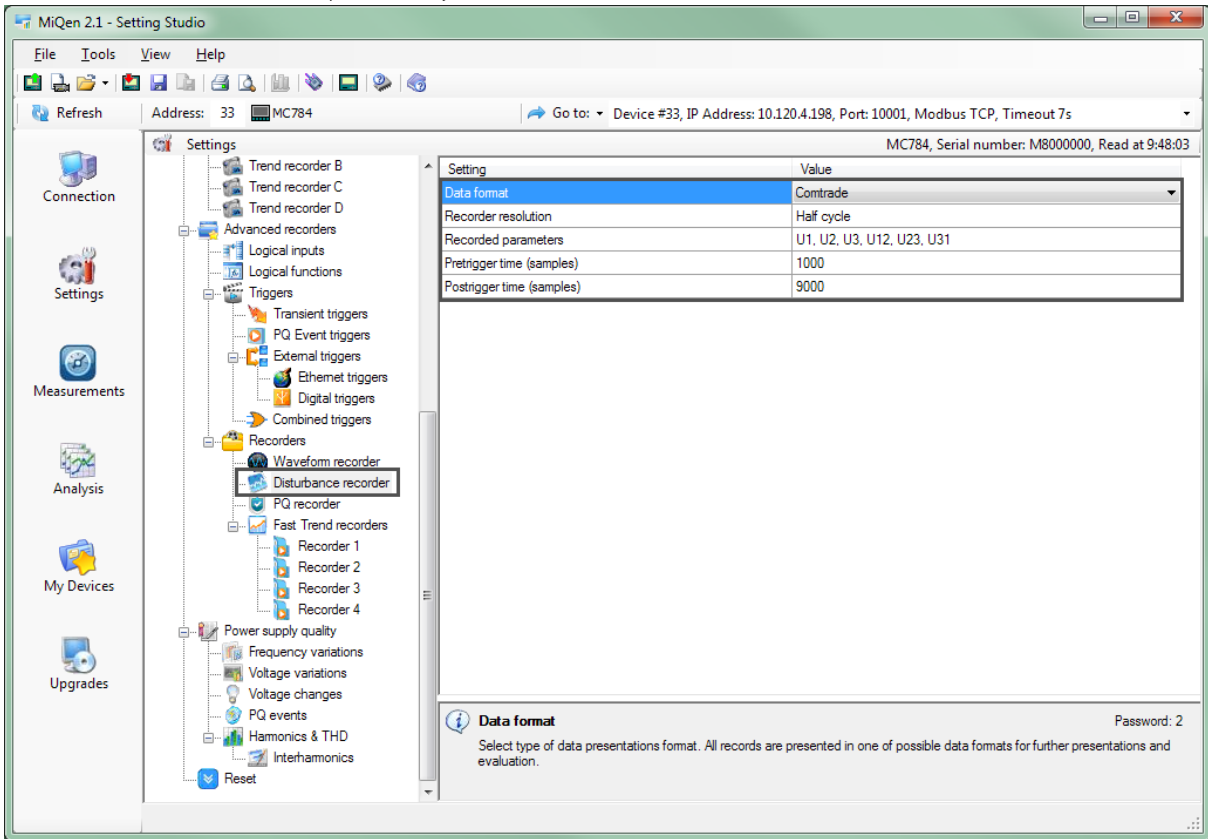 MiQen 2.1 - Setting Studio
File Tools View Help
Refresh Address: 33 MC784 Go to: Device #33, IP Address: 10.120.4.198, Port: 10001, Modbus TCP, Timeout 7s
Settings MC784, Serial number: M8000000, Read at 9:48:03
Connection
Settings
Measurements
Analysis
My Devices
Upgrades
Trend recorder B
Trend recorder C
Trend recorder D
Advanced recorders
Logical inputs
Logical functions
Triggers
Transient triggers
PQ Event triggers
External triggers
Ethernet triggers
Digital triggers
Combined triggers
Recorders
Waveform recorder
Disturbance recorder
PQ recorder
Fast Trend recorders
Recorder 1
Recorder 2
Recorder 3
Recorder 4
Power supply quality
Frequency variations
Voltage variations
Voltage changes
PQ events
Harmonics & THD
Interharmonics
Reset
Setting Value
Data format Comtrade
Recorder resolution Half cycle
Recorded parameters U1, U2, U3, U12, U23, U31
Pretrigger time (samples) 1000
Postrigger time (samples) 9000
Data format Password: 2
Select type of data presentations format. All records are presented in one of possible data formats for further presentations and
evaluation.